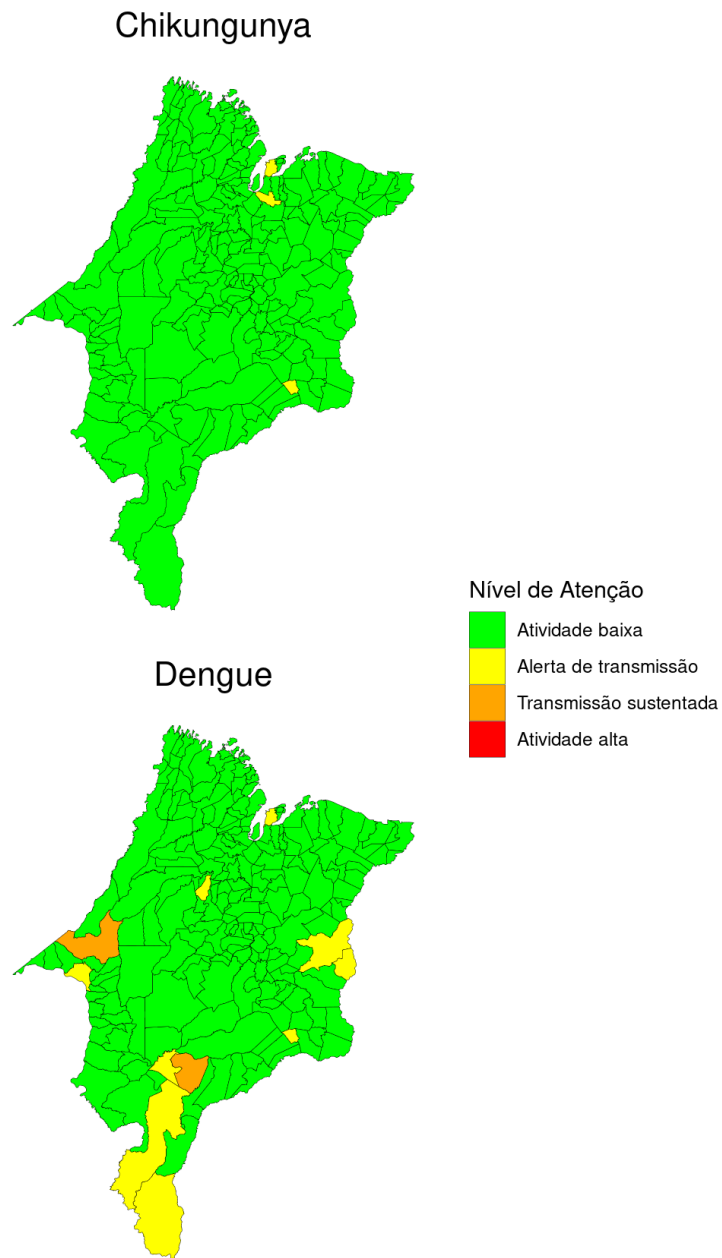 Chikungunya
Nível de Atenção
Atividade baixa
Alerta de transmissão
Transmissão sustentada
Atividade alta
Dengue